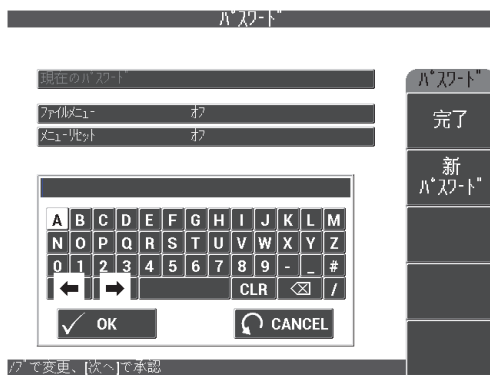 パスワード
現在のパスワード
ファイルメニュー オフ
メニューリセット オフ
A B C D E F G H I J K L M
N O P Q R S T U V W X Y Z
0 1 2 3 4 5 6 7 8 9 - _ #
← → CLR ⌫ /
OK CANCEL
パスワード
完了
新
パスワード
ノブで変更、[次へ]で承認